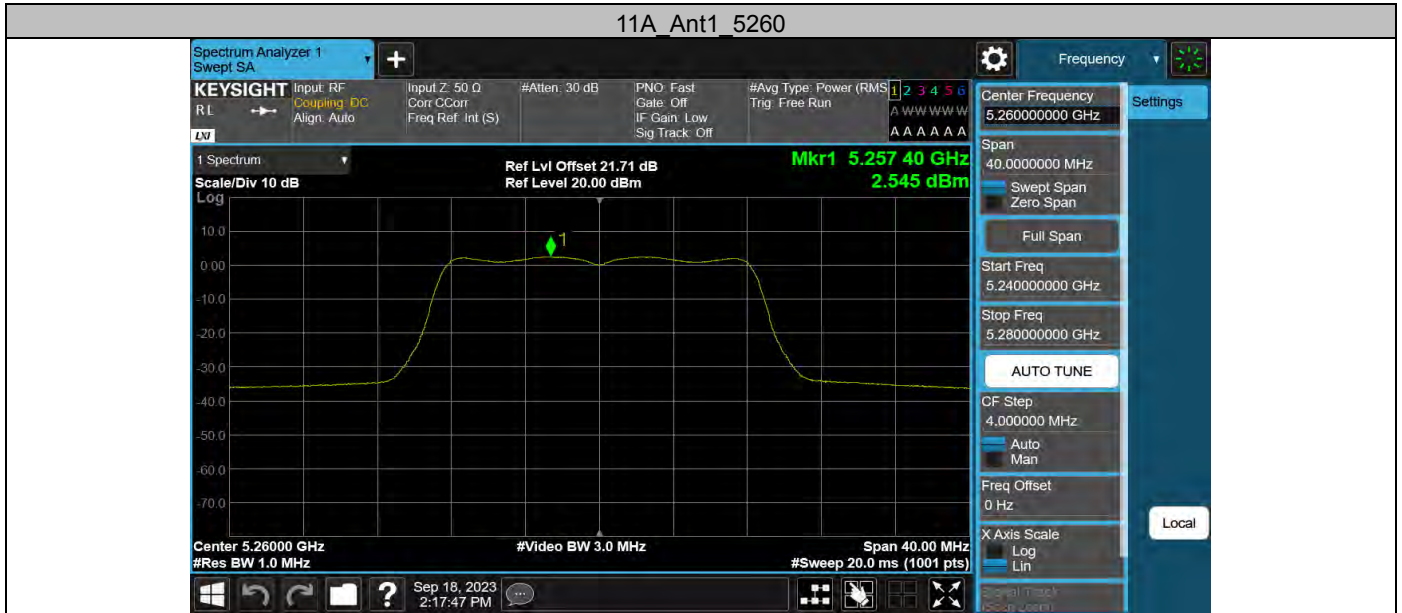 11A_Ant1_5260
Spectrum Analyzer 1
Swept SA
Frequency
KEYSIGHT
RL
LXI
Input: RF
Coupling: DC
Align: Auto
Input Z: 50 Ω
Corr CCorr
Freq Ref: Int (S)
#Atten: 30 dB
PNO: Fast
Gate: Off
IF Gain: Low
Sig Track: Off
#Avg Type: Power (RMS
Trig: Free Run
1 2 3 4 5 6
A W W W W W
A A A A A A
1 Spectrum
Scale/Div 10 dB
Log
Ref Lvl Offset 21.71 dB
Ref Level 20.00 dBm
Mkr1 5.257 40 GHz
2.545 dBm
1
10.0
0.00
-10.0
-20.0
-30.0
-40.0
-50.0
-60.0
-70.0
Center 5.26000 GHz
#Res BW 1.0 MHz
#Video BW 3.0 MHz
Span 40.00 MHz
#Sweep 20.0 ms (1001 pts)
Center Frequency
5.260000000 GHz
Settings
Span
40.0000000 MHz
Swept Span
Zero Span
Full Span
Start Freq
5.240000000 GHz
Stop Freq
5.280000000 GHz
AUTO TUNE
CF Step
4.000000 MHz
Auto
Man
Freq Offset
0 Hz
X Axis Scale
Log
Lin
Signal Track
(Span Zoom)
Local
?
Sep 18, 2023
2:17:47 PM